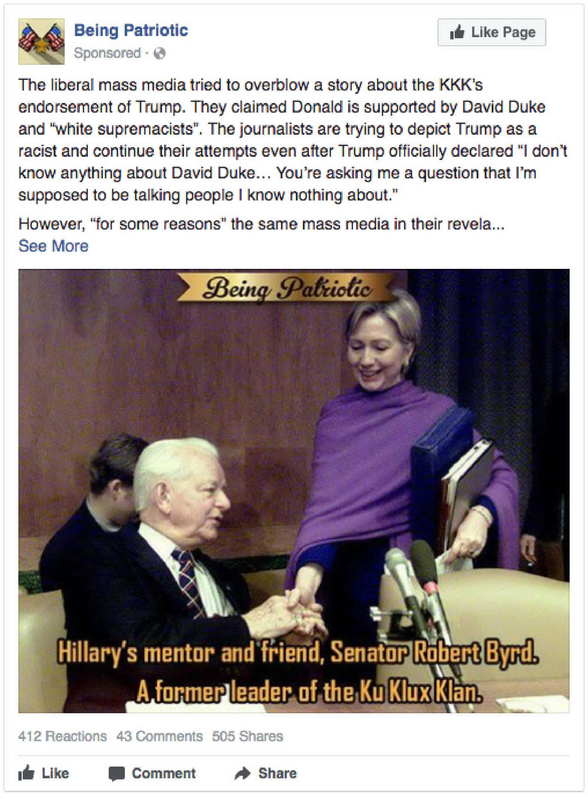 Being Patriotic
Like Page
Sponsored ·
The liberal mass media tried to overblow a story about the KKK's
endorsement of Trump. They claimed Donald is supported by David Duke
and “white supremacists”. The journalists are trying to depict Trump as a
racist and continue their attempts even after Trump officially declared “I don't
know anything about David Duke… You're asking me a question that I'm
supposed to be talking people I know nothing about.”
However, “for some reasons” the same mass media in their revela...
See More
Being Patriotic
Hillary's mentor and friend, Senator Robert Byrd.
A former leader of the Ku Klux Klan.
412 Reactions 43 Comments 505 Shares
Like Comment Share